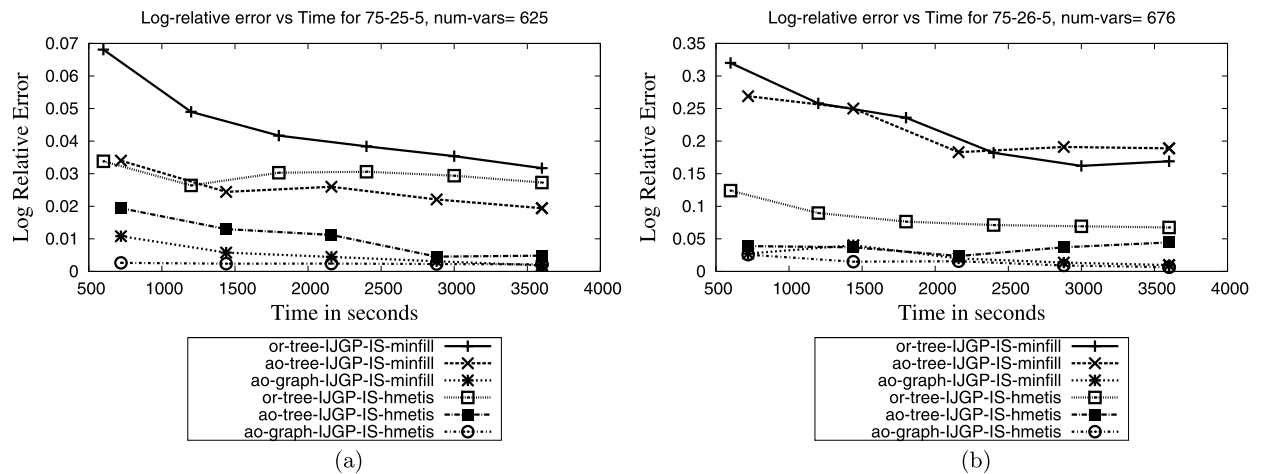 Log-relative error vs Time for 75-25-5, num-vars= 625
Log Relative Error
0.07
0.06
0.05
0.04
0.03
0.02
0.01
0
500 1000 1500 2000 2500 3000 3500 4000
Time in seconds
or-tree-IJGP-IS-minfill
ao-tree-IJGP-IS-minfill
ao-graph-IJGP-IS-minfill
or-tree-IJGP-IS-hmetis
ao-tree-IJGP-IS-hmetis
ao-graph-IJGP-IS-hmetis
(a)
Log-relative error vs Time for 75-26-5, num-vars= 676
Log Relative Error
0.35
0.3
0.25
0.2
0.15
0.1
0.05
0
500 1000 1500 2000 2500 3000 3500 4000
Time in seconds
or-tree-IJGP-IS-minfill
ao-tree-IJGP-IS-minfill
ao-graph-IJGP-IS-minfill
or-tree-IJGP-IS-hmetis
ao-tree-IJGP-IS-hmetis
ao-graph-IJGP-IS-hmetis
(b)